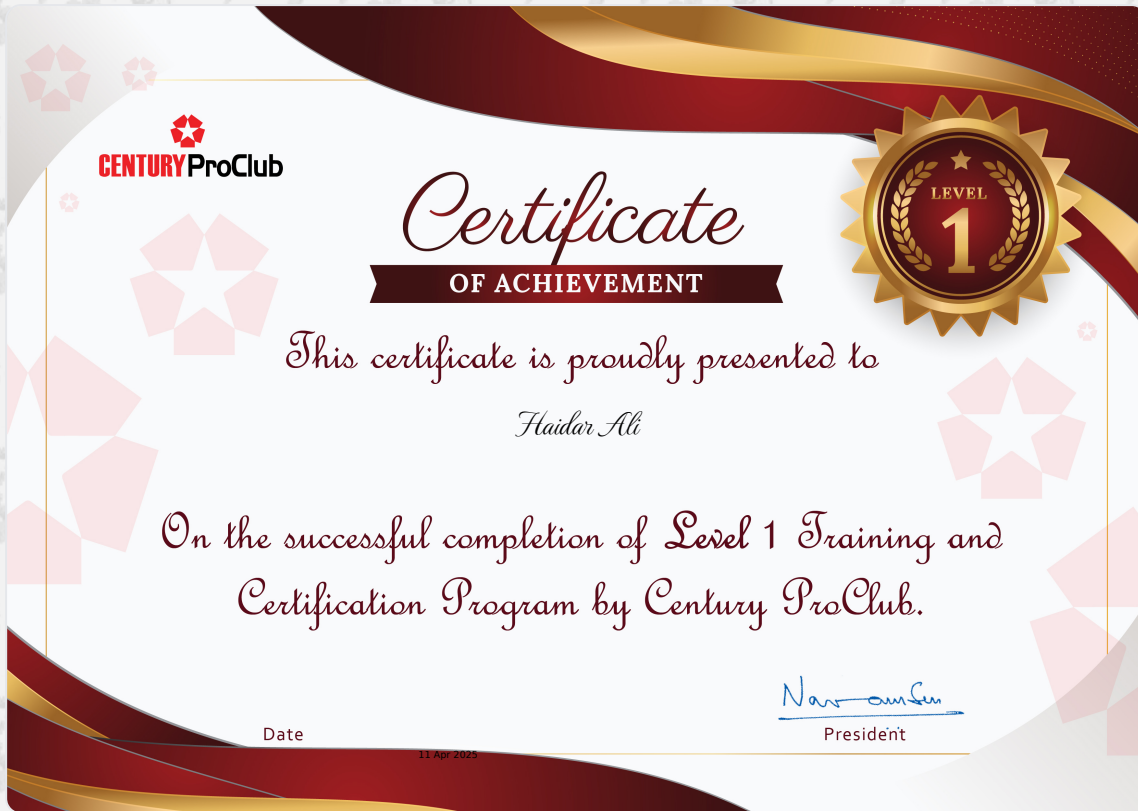 CENTURY ProClub
LEVEL
1
Certificate
OF ACHIEVEMENT
This certificate is proudly presented to
Haidar Ali
On the successful completion of Level 1 Training and
Certification Program by Century ProClub.
Date
President
11 Apr 2025